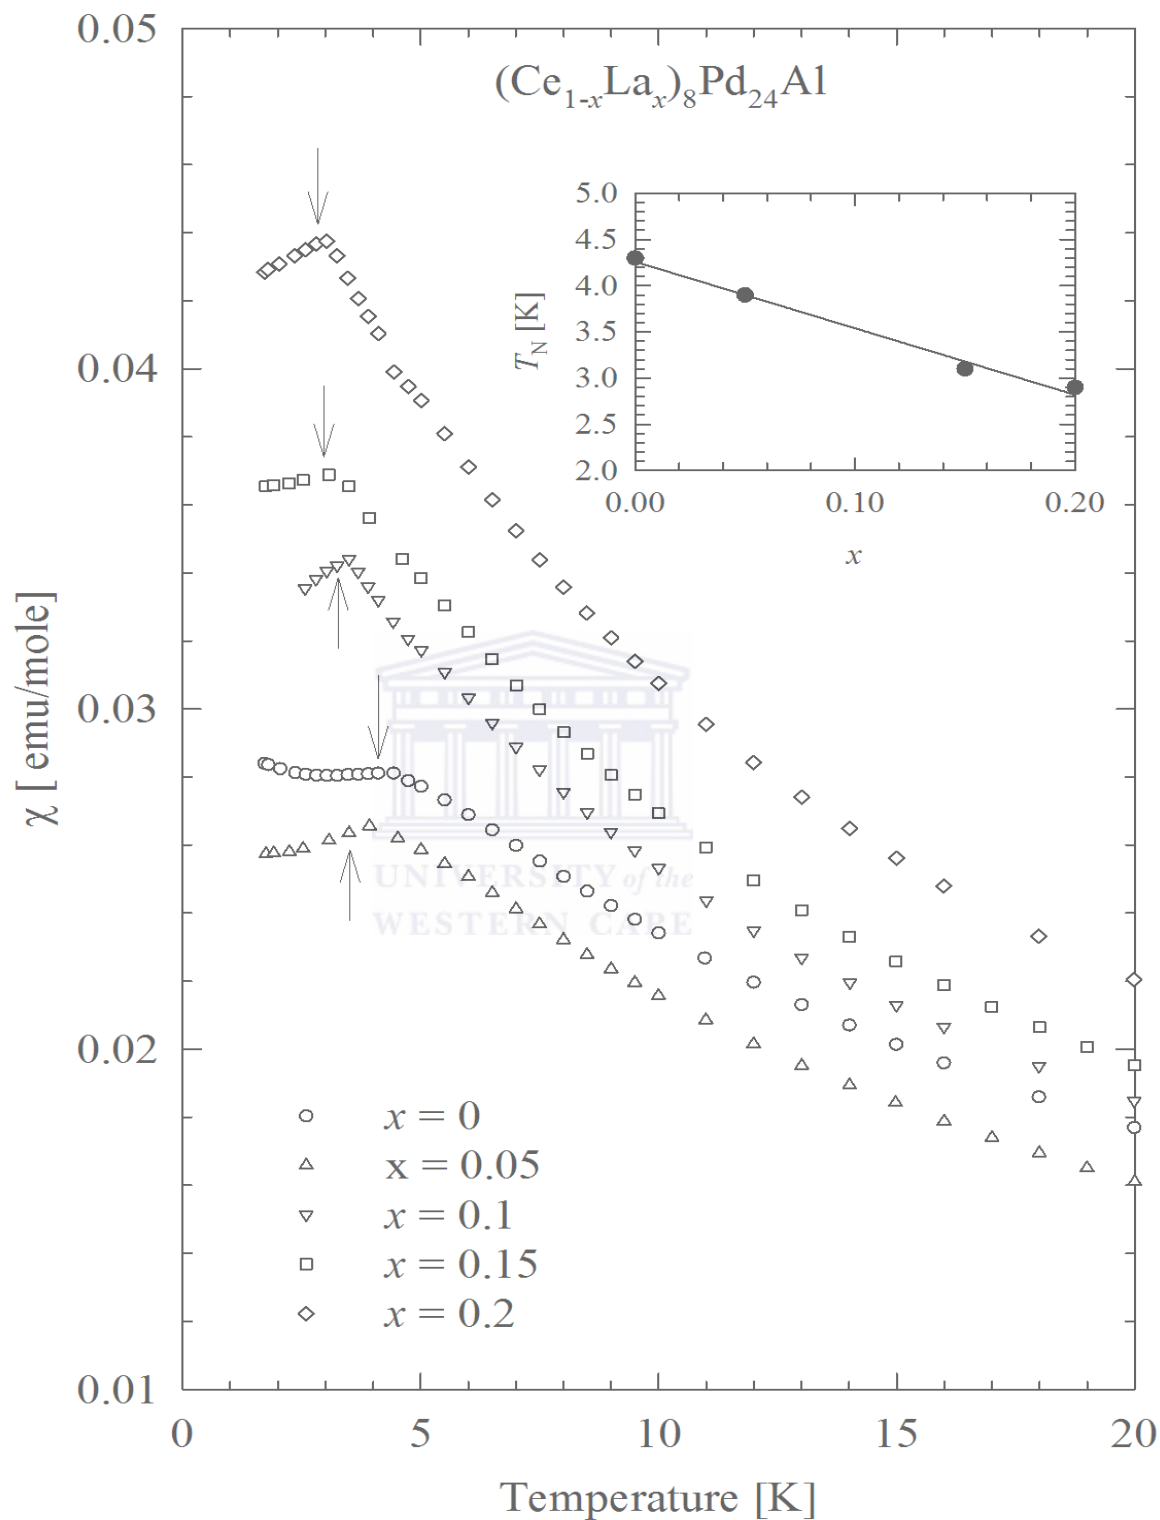 (Ce1-xLax)8Pd24Al
0.05
0.04
0.03
0.02
0.01
χ [ emu/mole]
5.0
4.5
4.0
3.5
3.0
2.5
2.0
TN [K]
0.00 0.10 0.20
x
UNIVERSITY of the
WESTERN CAPE
x = 0
x = 0.05
x = 0.1
x = 0.15
x = 0.2
0 5 10 15 20
Temperature [K]